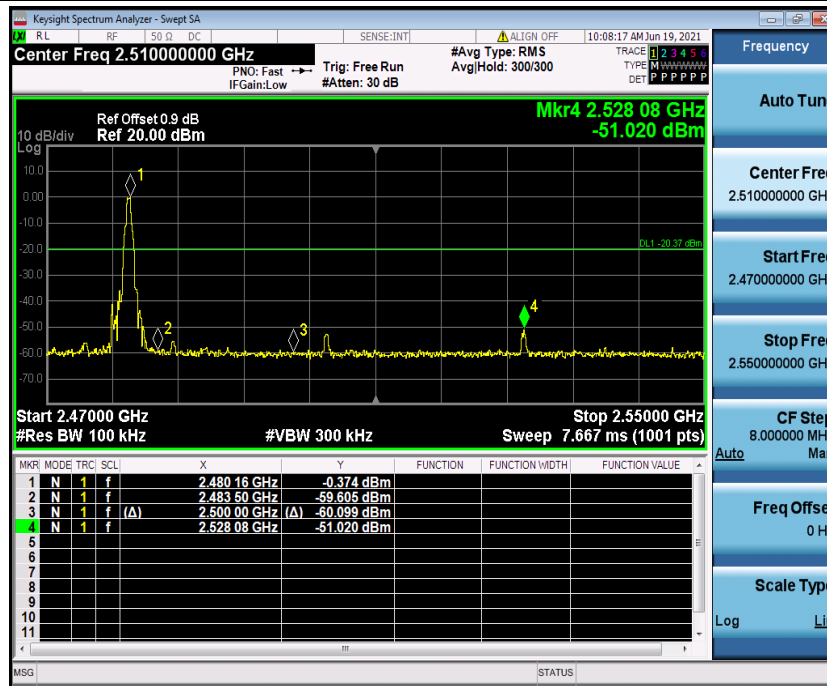 Keysight Spectrum Analyzer - Swept SA
LXI RL RF 50 Ω DC SENSE:INT ALIGN OFF 10:08:17 AM Jun 19, 2021
Center Freq 2.510000000 GHz
PNO: Fast
IFGain:Low
Trig: Free Run
#Atten: 30 dB
#Avg Type: RMS
Avg|Hold: 300/300
TRACE 1 2 3 4 5 6
TYPE M W W W W W
DET P P P P P P
Mkr4 2.528 08 GHz
-51.020 dBm
Ref Offset 0.9 dB
10 dB/div Ref 20.00 dBm
Log
10.0
0.00
-10.0
-20.0
-30.0
-40.0
-50.0
-60.0
-70.0
1
DL1 -20.37 dBm
2
3
4
Start 2.47000 GHz Stop 2.55000 GHz
#Res BW 100 kHz #VBW 300 kHz Sweep 7.667 ms (1001 pts)
MKR MODE TRC SCL X Y FUNCTION FUNCTION WIDTH FUNCTION VALUE
1 N 1 f 2.480 16 GHz -0.374 dBm
2 N 1 f 2.483 50 GHz -59.605 dBm
3 N 1 f (Δ) 2.500 00 GHz (Δ) -60.099 dBm
4 N 1 f 2.528 08 GHz -51.020 dBm
5
6
7
8
9
10
11
MSG STATUS
Frequency
Auto Tun
Center Fre
2.510000000 GH
Start Fre
2.470000000 GH
Stop Fre
2.550000000 GH
CF Ste
8.000000 MH
Auto Ma
Freq Offse
0 H
Scale Typ
Log Li